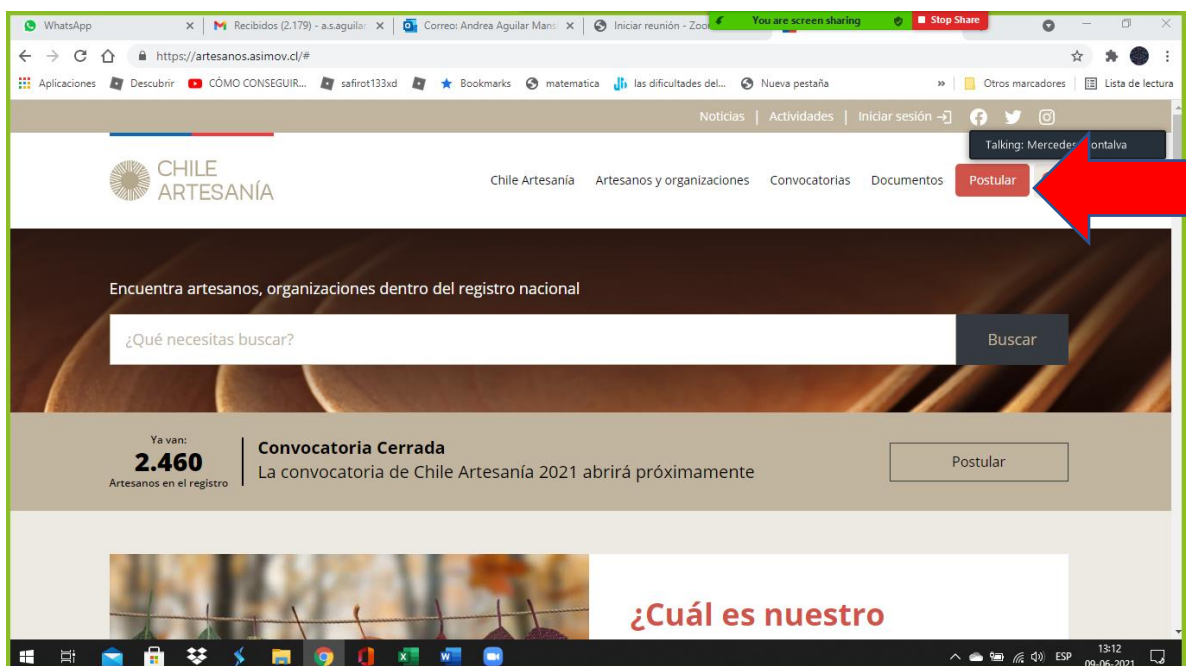 WhatsApp
Recibidos (2.179) - a.s.aguilar
Correo: Andrea Aguilar Mans
Iniciar reunión - Zoo
You are screen sharing
Stop Share
https://artesanos.asimov.cl/#
Aplicaciones
Descubrir
CÓMO CONSEGUIR...
safirot133xd
Bookmarks
matematica
las dificultades del...
Nueva pestaña
»
Otros marcadores
Lista de lectura
Noticias | Actividades | Iniciar sesión
Talking: Mercedes ontalva
CHILE
ARTESANÍA
Chile Artesanía
Artesanos y organizaciones
Convocatorias
Documentos
Postular
Encuentra artesanos, organizaciones dentro del registro nacional
¿Qué necesitas buscar?
Buscar
Ya van:
2.460
Artesanos en el registro
Convocatoria Cerrada
La convocatoria de Chile Artesanía 2021 abrirá próximamente
Postular
¿Cuál es nuestro
ESP
13:12
09-06-2021